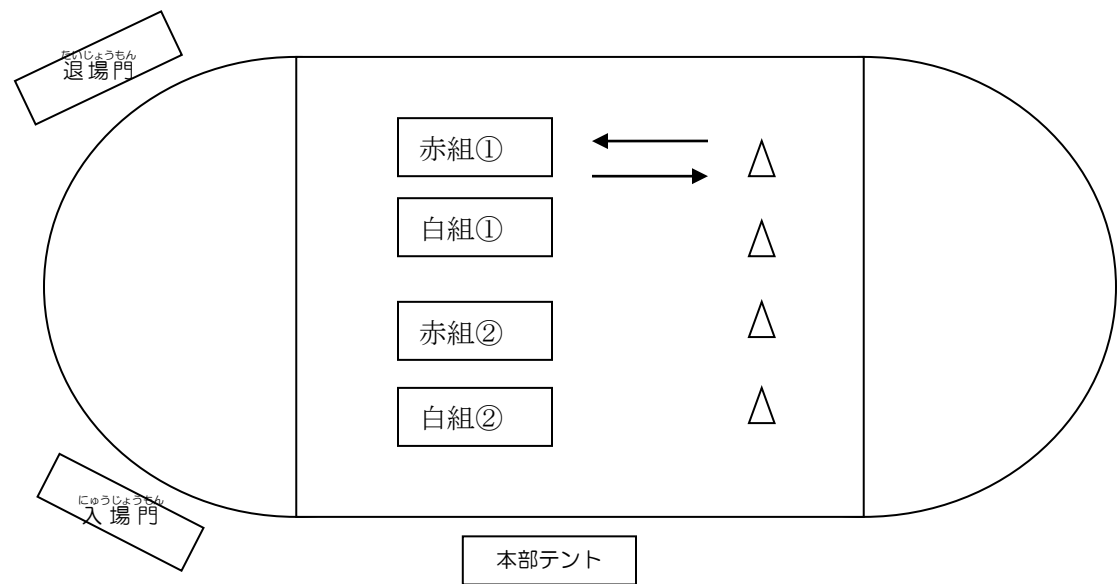 たいじょうもん
退場門
赤組①
白組①
赤組②
白組②
にゅうじょうもん
入場門
本部テント